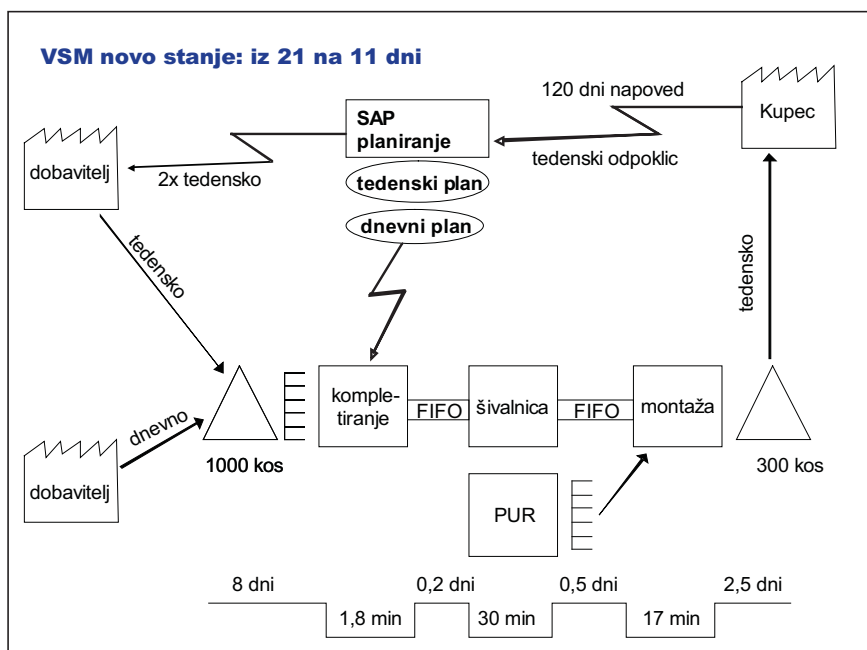 VSM novo stanje: iz 21 na 11 dni
120 dni napoved
SAP
planiranje
Kupec
dobavitelj
2x tedensko
tedenski odpoklic
tedenski plan
dnevni plan
tedensko
tedensko
komple-
tiranje
FIFO
šivalnica
FIFO
montaža
dnevno
1000 kos
300 kos
dobavitelj
PUR
8 dni
0,2 dni
0,5 dni
2,5 dni
1,8 min
30 min
17 min